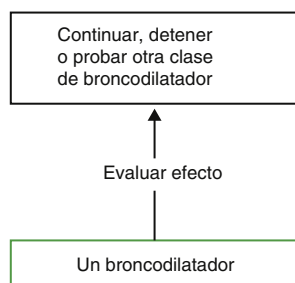 Continuar, detener
o probar otra clase
de broncodilatador
Evaluar efecto
Un broncodilatador